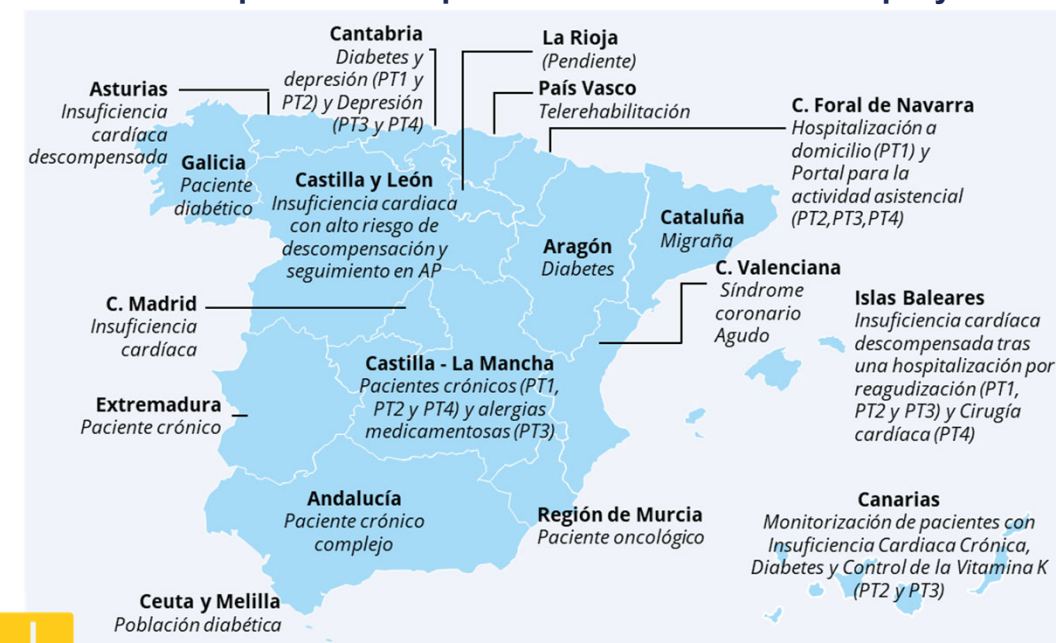 Cantabria
Diabetes y
depresión (PT1 y
PT2) y Depresión
(PT3 y PT4)
La Rioja
(Pendiente)
País Vasco
Telerehabilitación
Asturias
Insuficiencia
cardíaca
descompensada
C. Foral de Navarra
Hospitalización a
domicilio (PT1) y
Portal para la
actividad asistencial
(PT2,PT3,PT4)
Galicia
Paciente
diabético
Castilla y León
Insuficiencia cardiaca
con alto riesgo de
descompensación y
seguimiento en AP
Cataluña
Migraña
Aragón
Diabetes
C. Valenciana
Síndrome
coronario
Agudo
C. Madrid
Insuficiencia
cardíaca
Islas Baleares
Insuficiencia cardíaca
descompensada tras
una hospitalización por
reagudización (PT1,
PT2 y PT3) y Cirugía
cardíaca (PT4)
Castilla - La Mancha
Pacientes crónicos (PT1,
PT2 y PT4) y alergias
medicamentosas (PT3)
Extremadura
Paciente crónico
Andalucía
Paciente crónico
complejo
Región de Murcia
Paciente oncológico
Canarias
Monitorización de pacientes con
Insuficiencia Cardiaca Crónica,
Diabetes y Control de la Vitamina K
(PT2 y PT3)
Ceuta y Melilla
Población diabética